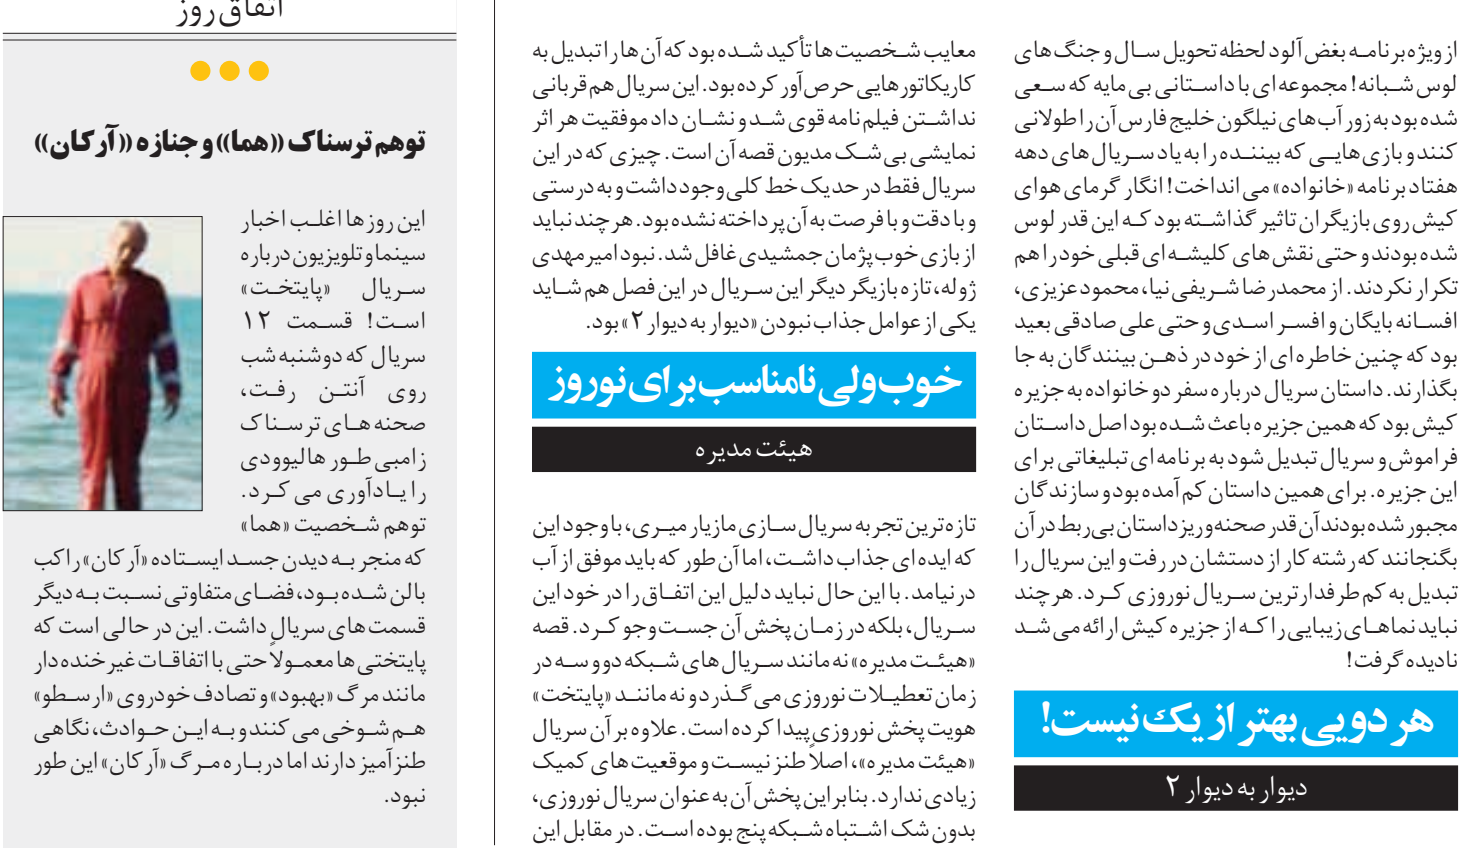 از ویژه‌برنامه بغض‌آلود لحظه تحویل سال و جنگ‌های
لوس شبانه! مجموعه‌ای با داستانی بی‌مایه که سعی
شده بود به زور آب‌های نیلگون خلیج فارس آن را طولانی
کنند و بازی‌هایی که بیننده را به یاد سریال‌های دهه
هفتاد برنامه «خانواده» می‌انداخت! انگار گرمای هوای
کیش روی بازیگران تاثیر گذاشته بود که این قدر لوس
شده بودند و حتی نقش‌های کلیشه‌ای قبلی خود را هم
تکرار نکردند. از محمدرضا شریفی‌نیا، محمود عزیزی،
افسانه بایگان و افسر اسدی و حتی علی صادقی بعید
بود که چنین خاطره‌ای از خود در ذهن بینندگان به جا
بگذارند. داستان سریال درباره سفر دو خانواده به جزیره
کیش بود که همین جزیره باعث شده بود اصل داستان
فراموش و سریال تبدیل شود به برنامه‌ای تبلیغاتی برای
این جزیره. برای همین داستان کم آمده بود و سازندگان
مجبور شده بودند آن قدر صحنه و ریزداستان بی‌ربط در آن
بگنجانند که رشته کار از دستشان در رفت و این سریال را
تبدیل به کم طرفدارترین سریال نوروزی کرد. هر چند
نباید نماهای زیبایی را که از جزیره کیش ارائه می‌شد
نادیده گرفت!
هر دویی بهتر از یک نیست!
دیوار به دیوار ۲
معایب شخصیت‌ها تأکید شده بود که آن‌ها را تبدیل به
کاریکاتورهایی حرص‌آور کرده بود. این سریال هم قربانی
نداشتن فیلم‌نامه قوی شد و نشان داد موفقیت هر اثر
نمایشی بی‌شک مدیون قصه آن است. چیزی که در این
سریال فقط در حد یک خط کلی وجود داشت و به درستی
و با دقت و با فرصت به آن پرداخته نشده بود. هر چند نباید
از بازی خوب پژمان جمشیدی غافل شد. نبود امیرمهدی
ژوله، تازه بازیگر دیگر این سریال در این فصل هم شاید
یکی از عوامل جذاب نبودن «دیوار به دیوار ۲» بود.
خوب ولی نامناسب برای نوروز
هیئت مدیره
تازه‌ترین تجربه سریال سازی مازیار میری، با وجود این
که ایده‌ای جذاب داشت، اما آن طور که باید موفق از آب
در نیامد. با این حال نباید دلیل این اتفاق را در خود این
سریال، بلکه در زمان پخش آن جست‌وجو کرد. قصه
«هیئت مدیره» نه مانند سریال‌های شبکه دو و سه در
زمان تعطیلات نوروزی می‌گذرد و نه مانند «پایتخت»
هویت پخش نوروزی پیدا کرده است. علاوه بر آن سریال
«هیئت مدیره»، اصلاً طنز نیست و موقعیت‌های کمیک
زیادی ندارد. بنابراین پخش آن به عنوان سریال نوروزی،
بدون شک اشتباه شبکه پنج بوده است. در مقابل این
اتفاق روز
توهم ترسناک «هما» و جنازه «آرکان»
این روزها اغلب اخبار
سینما و تلویزیون درباره
سریال «پایتخت»
است! قسمت ۱۲
سریال که دوشنبه شب
روی آنتن رفت،
صحنه‌های ترسناک
زامبی طور هالیوودی
را یادآوری می‌کرد.
توهم شخصیت «هما»
که منجر به دیدن جسد ایستاده «آرکان» را کب
بالن شده بود، فضای متفاوتی نسبت به دیگر
قسمت‌های سریال داشت. این در حالی است که
پایتختی‌ها معمولاً حتی با اتفاقات غیر خنده‌دار
مانند مرگ «بهبود» و تصادف خودروی «ارسطو»
هم شوخی می‌کنند و به این حوادث، نگاهی
طنزآمیز دارند اما درباره مرگ «آرکان» این طور
نبود.